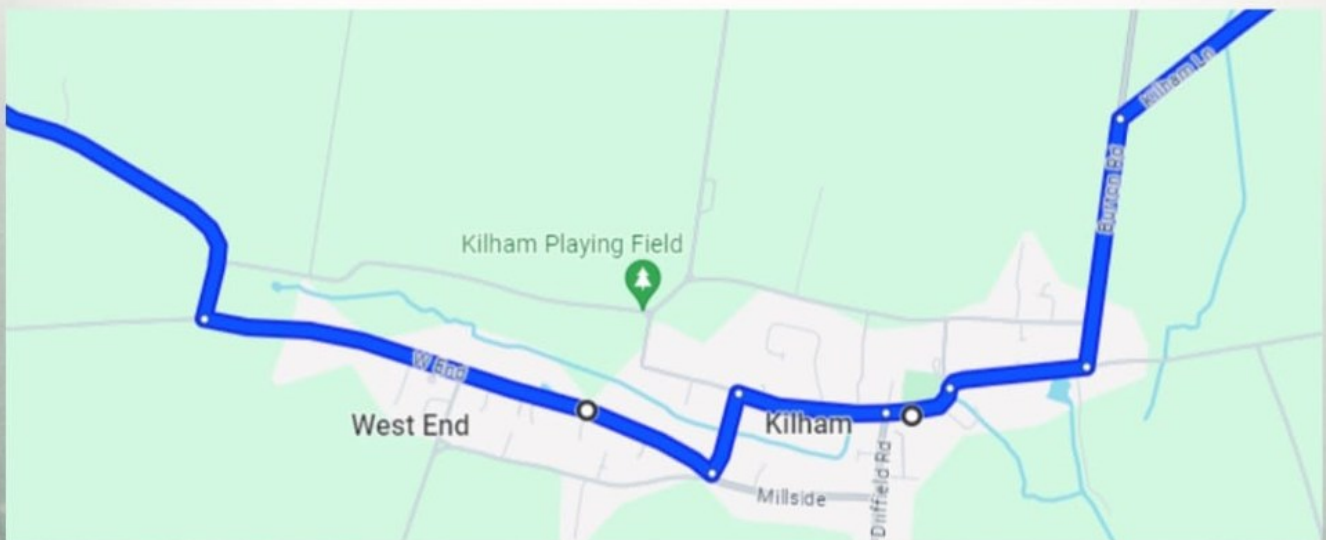 Kilham Ln
Burton Rd
Kilham Playing Field
W End
West End
Kilham
Millside
Driffield Rd